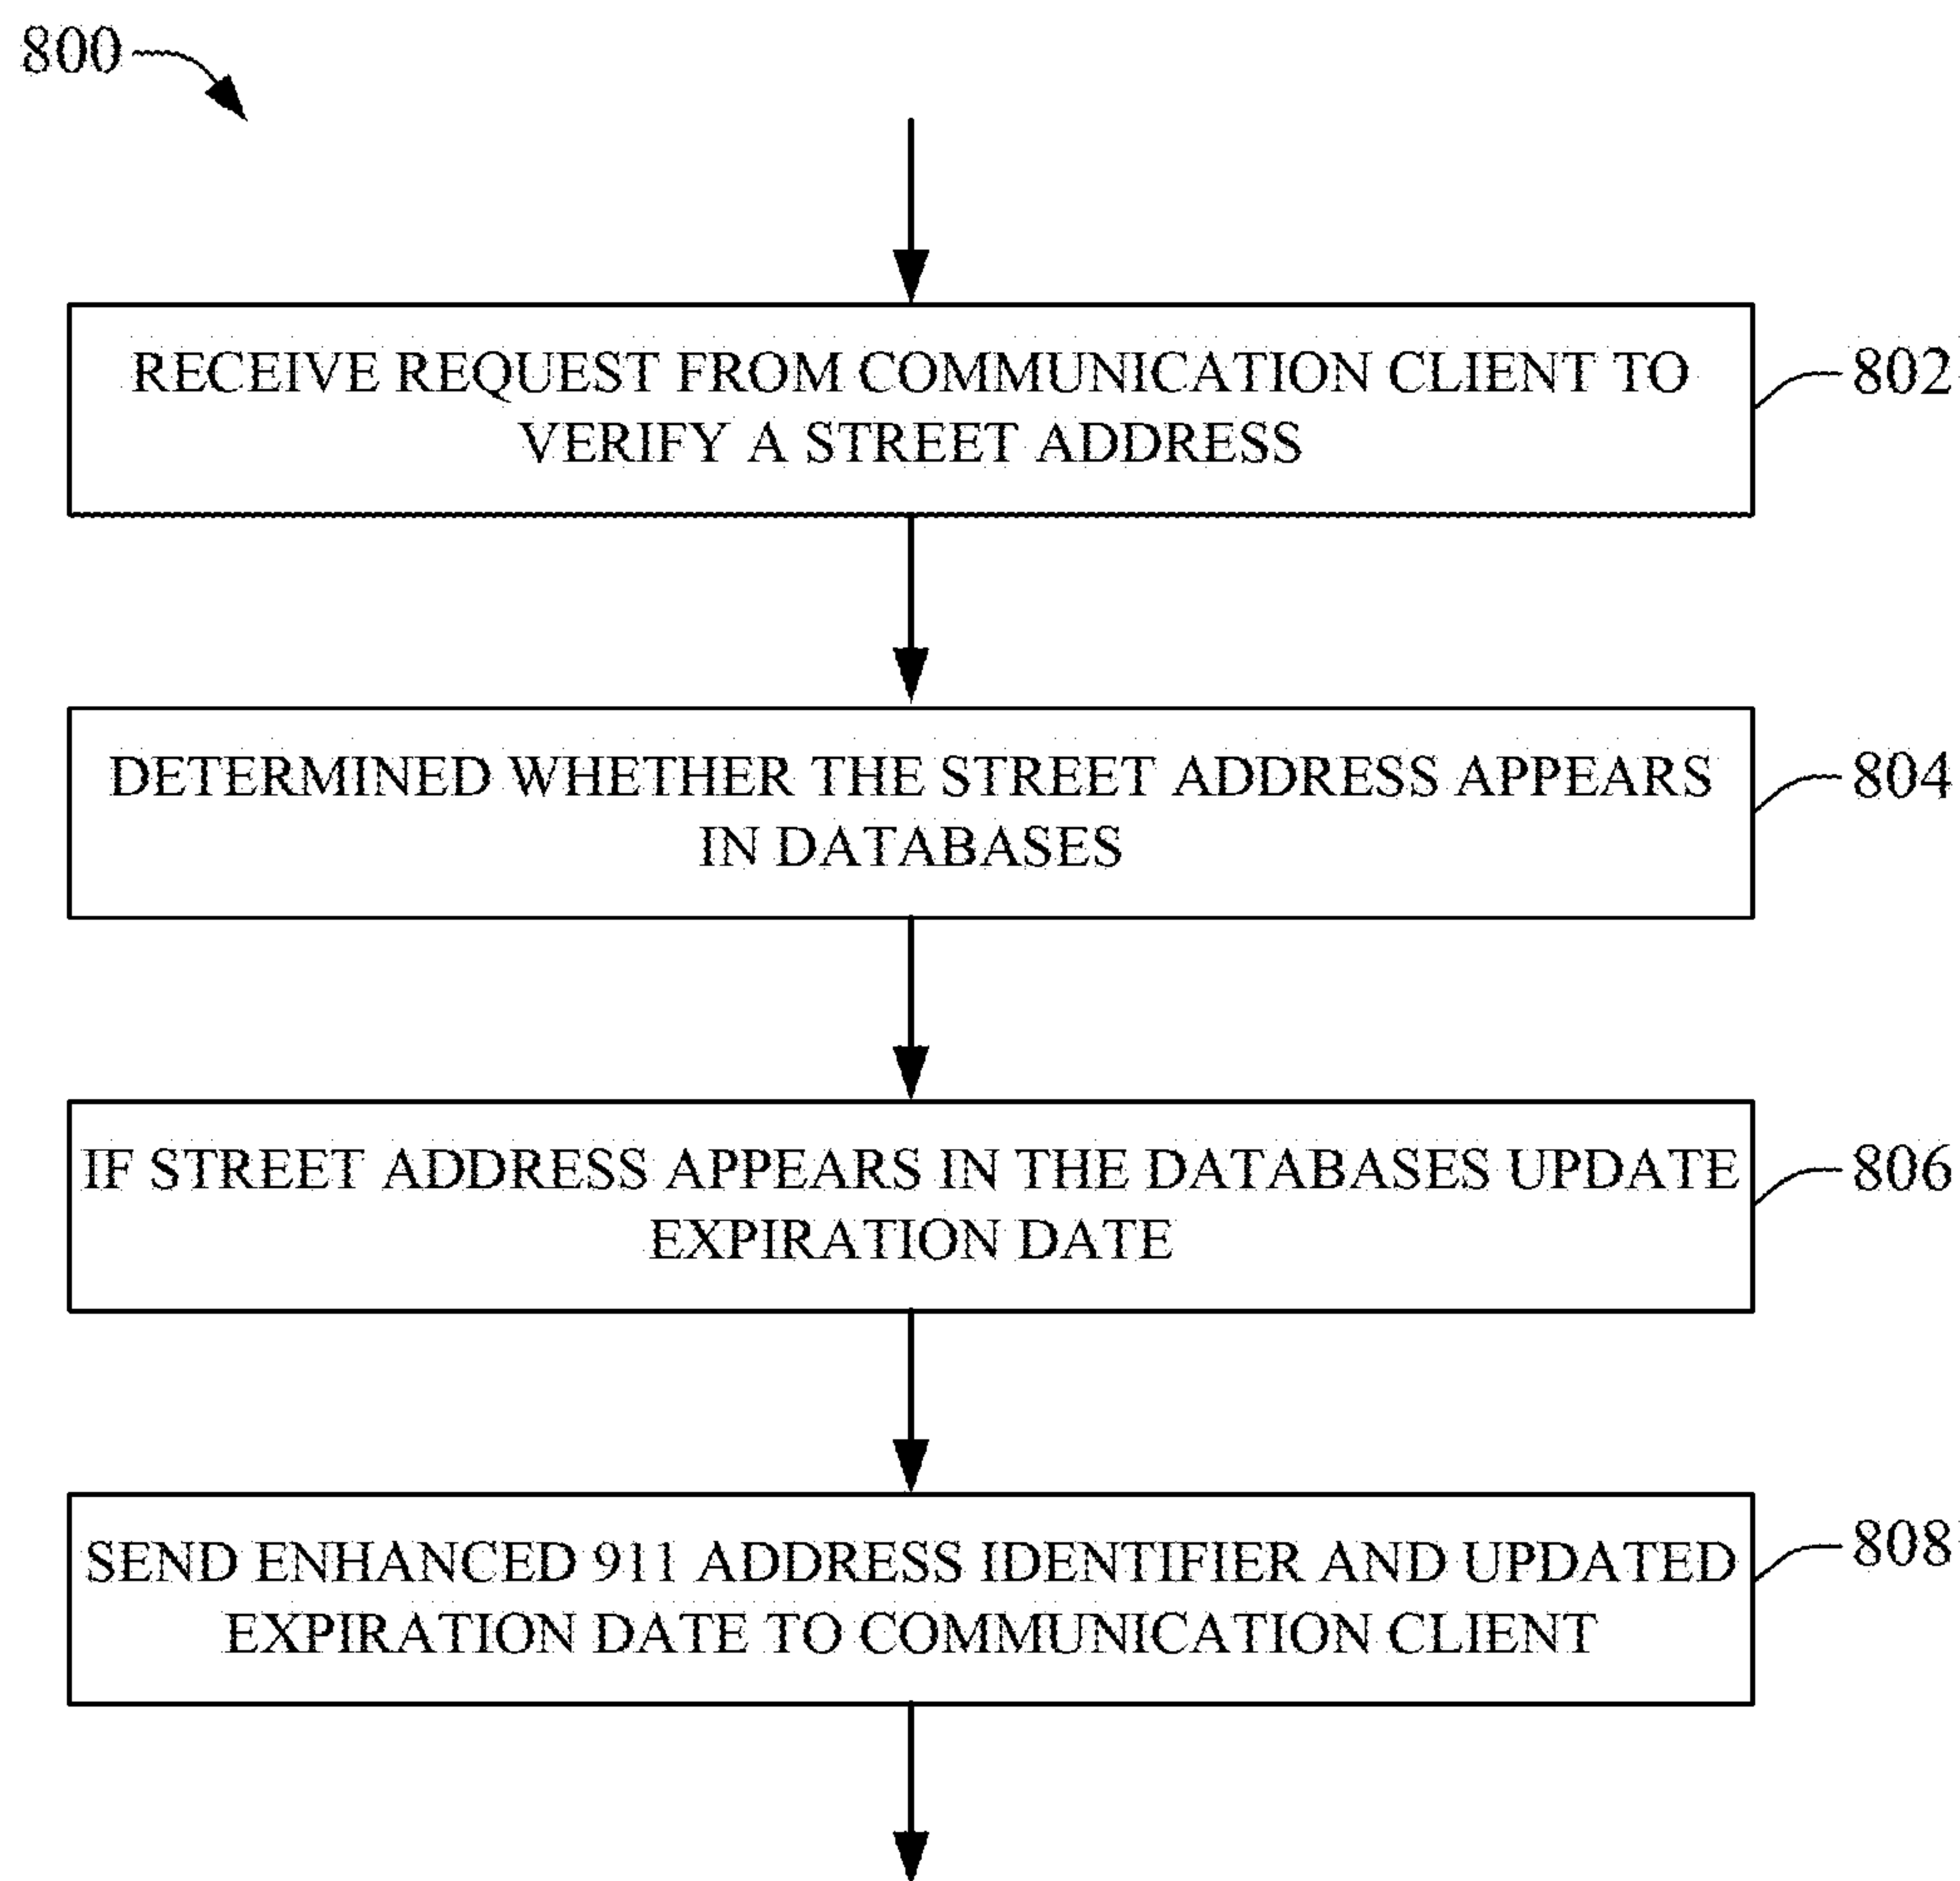 800
RECEIVE REQUEST FROM COMMUNICATION CLIENT TO
VERIFY A STREET ADDRESS
802
DETERMINED WHETHER THE STREET ADDRESS APPEARS
IN DATABASES
804
IF STREET ADDRESS APPEARS IN THE DATABASES UPDATE
EXPIRATION DATE
806
SEND ENHANCED 911 ADDRESS IDENTIFIER AND UPDATED
EXPIRATION DATE TO COMMUNICATION CLIENT
808